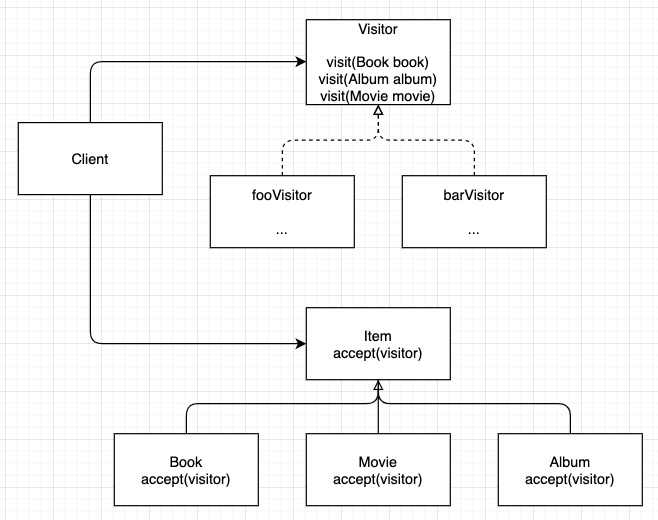 Visitor
visit(Book book)
visit(Album album)
visit(Movie movie)
Client
fooVisitor
...
barVisitor
...
Item
accept(visitor)
Book
accept(visitor)
Movie
accept(visitor)
Album
accept(visitor)